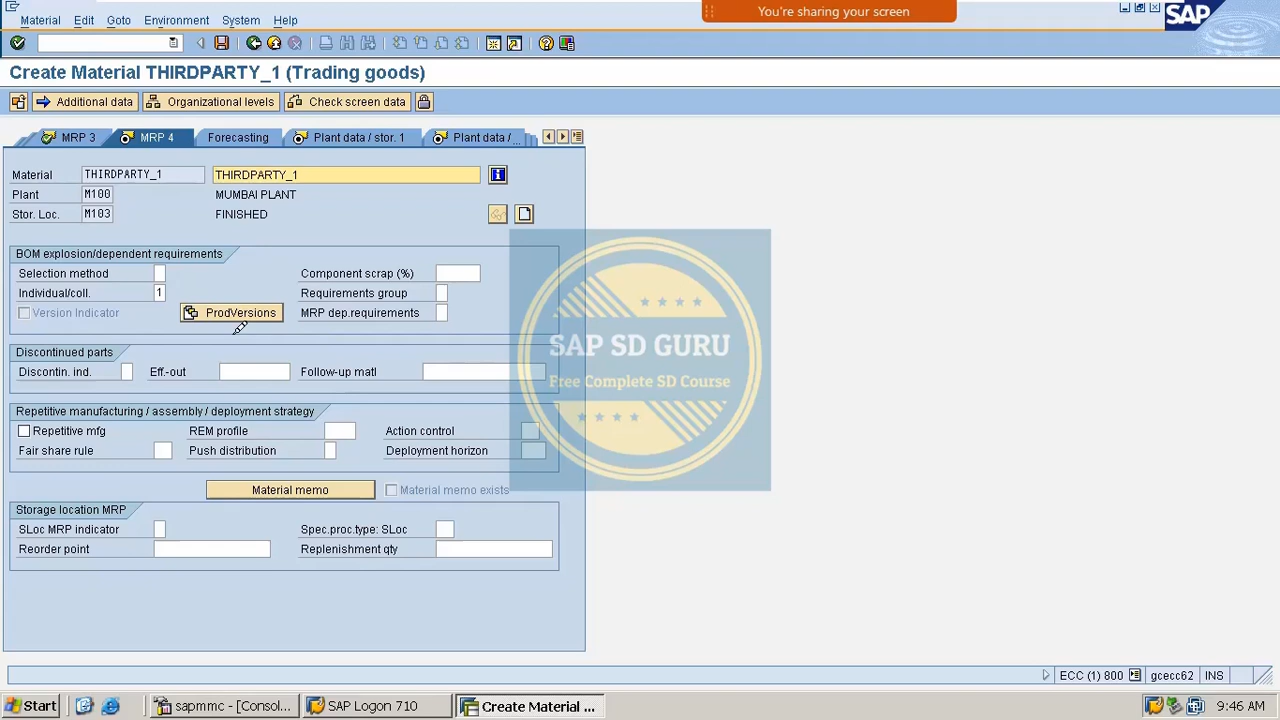 You're sharing your screen
Material Edit Goto Environment System Help
SAP
Create Material THIRDPARTY_1 (Trading goods)
Additional data Organizational levels Check screen data
MRP 3 MRP 4 Forecasting Plant data / stor. 1 Plant data /...
Material THIRDPARTY_1 THIRDPARTY_1
Plant M100 MUMBAI PLANT
Stor. Loc. M103 FINISHED
BOM explosion/dependent requirements
Selection method Component scrap (%)
Individual/coll. 1 Requirements group
Version Indicator ProdVersions MRP dep.requirements
Discontinued parts
Discontin. ind. Eff.-out Follow-up matl
Repetitive manufacturing / assembly / deployment strategy
Repetitive mfg REM profile Action control
Fair share rule Push distribution Deployment horizon
Material memo Material memo exists
Storage location MRP
SLoc MRP indicator Spec.proc.type: SLoc
Reorder point Replenishment qty
SAP SD GURU
Free Complete SD Course
ECC (1) 800 gcecc62 INS
Start sapmmc - [Consol... SAP Logon 710 Create Material ... 9:46 AM